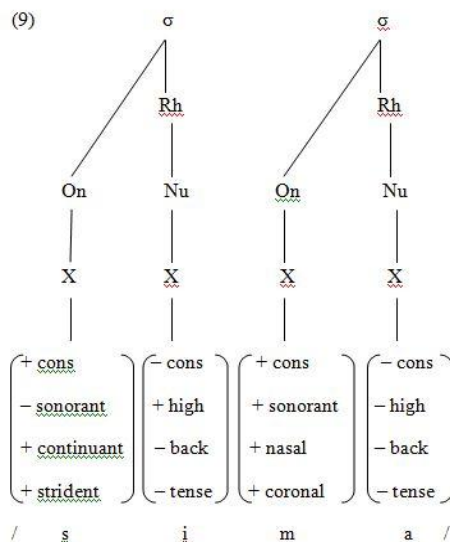 (9) σ σ
Rh Rh
On Nu On Nu
X X X X
+ cons − cons + cons − cons
− sonorant + high + sonorant − high
+ continuant − back + nasal − back
+ strident − tense + coronal − tense
/ s i m a /